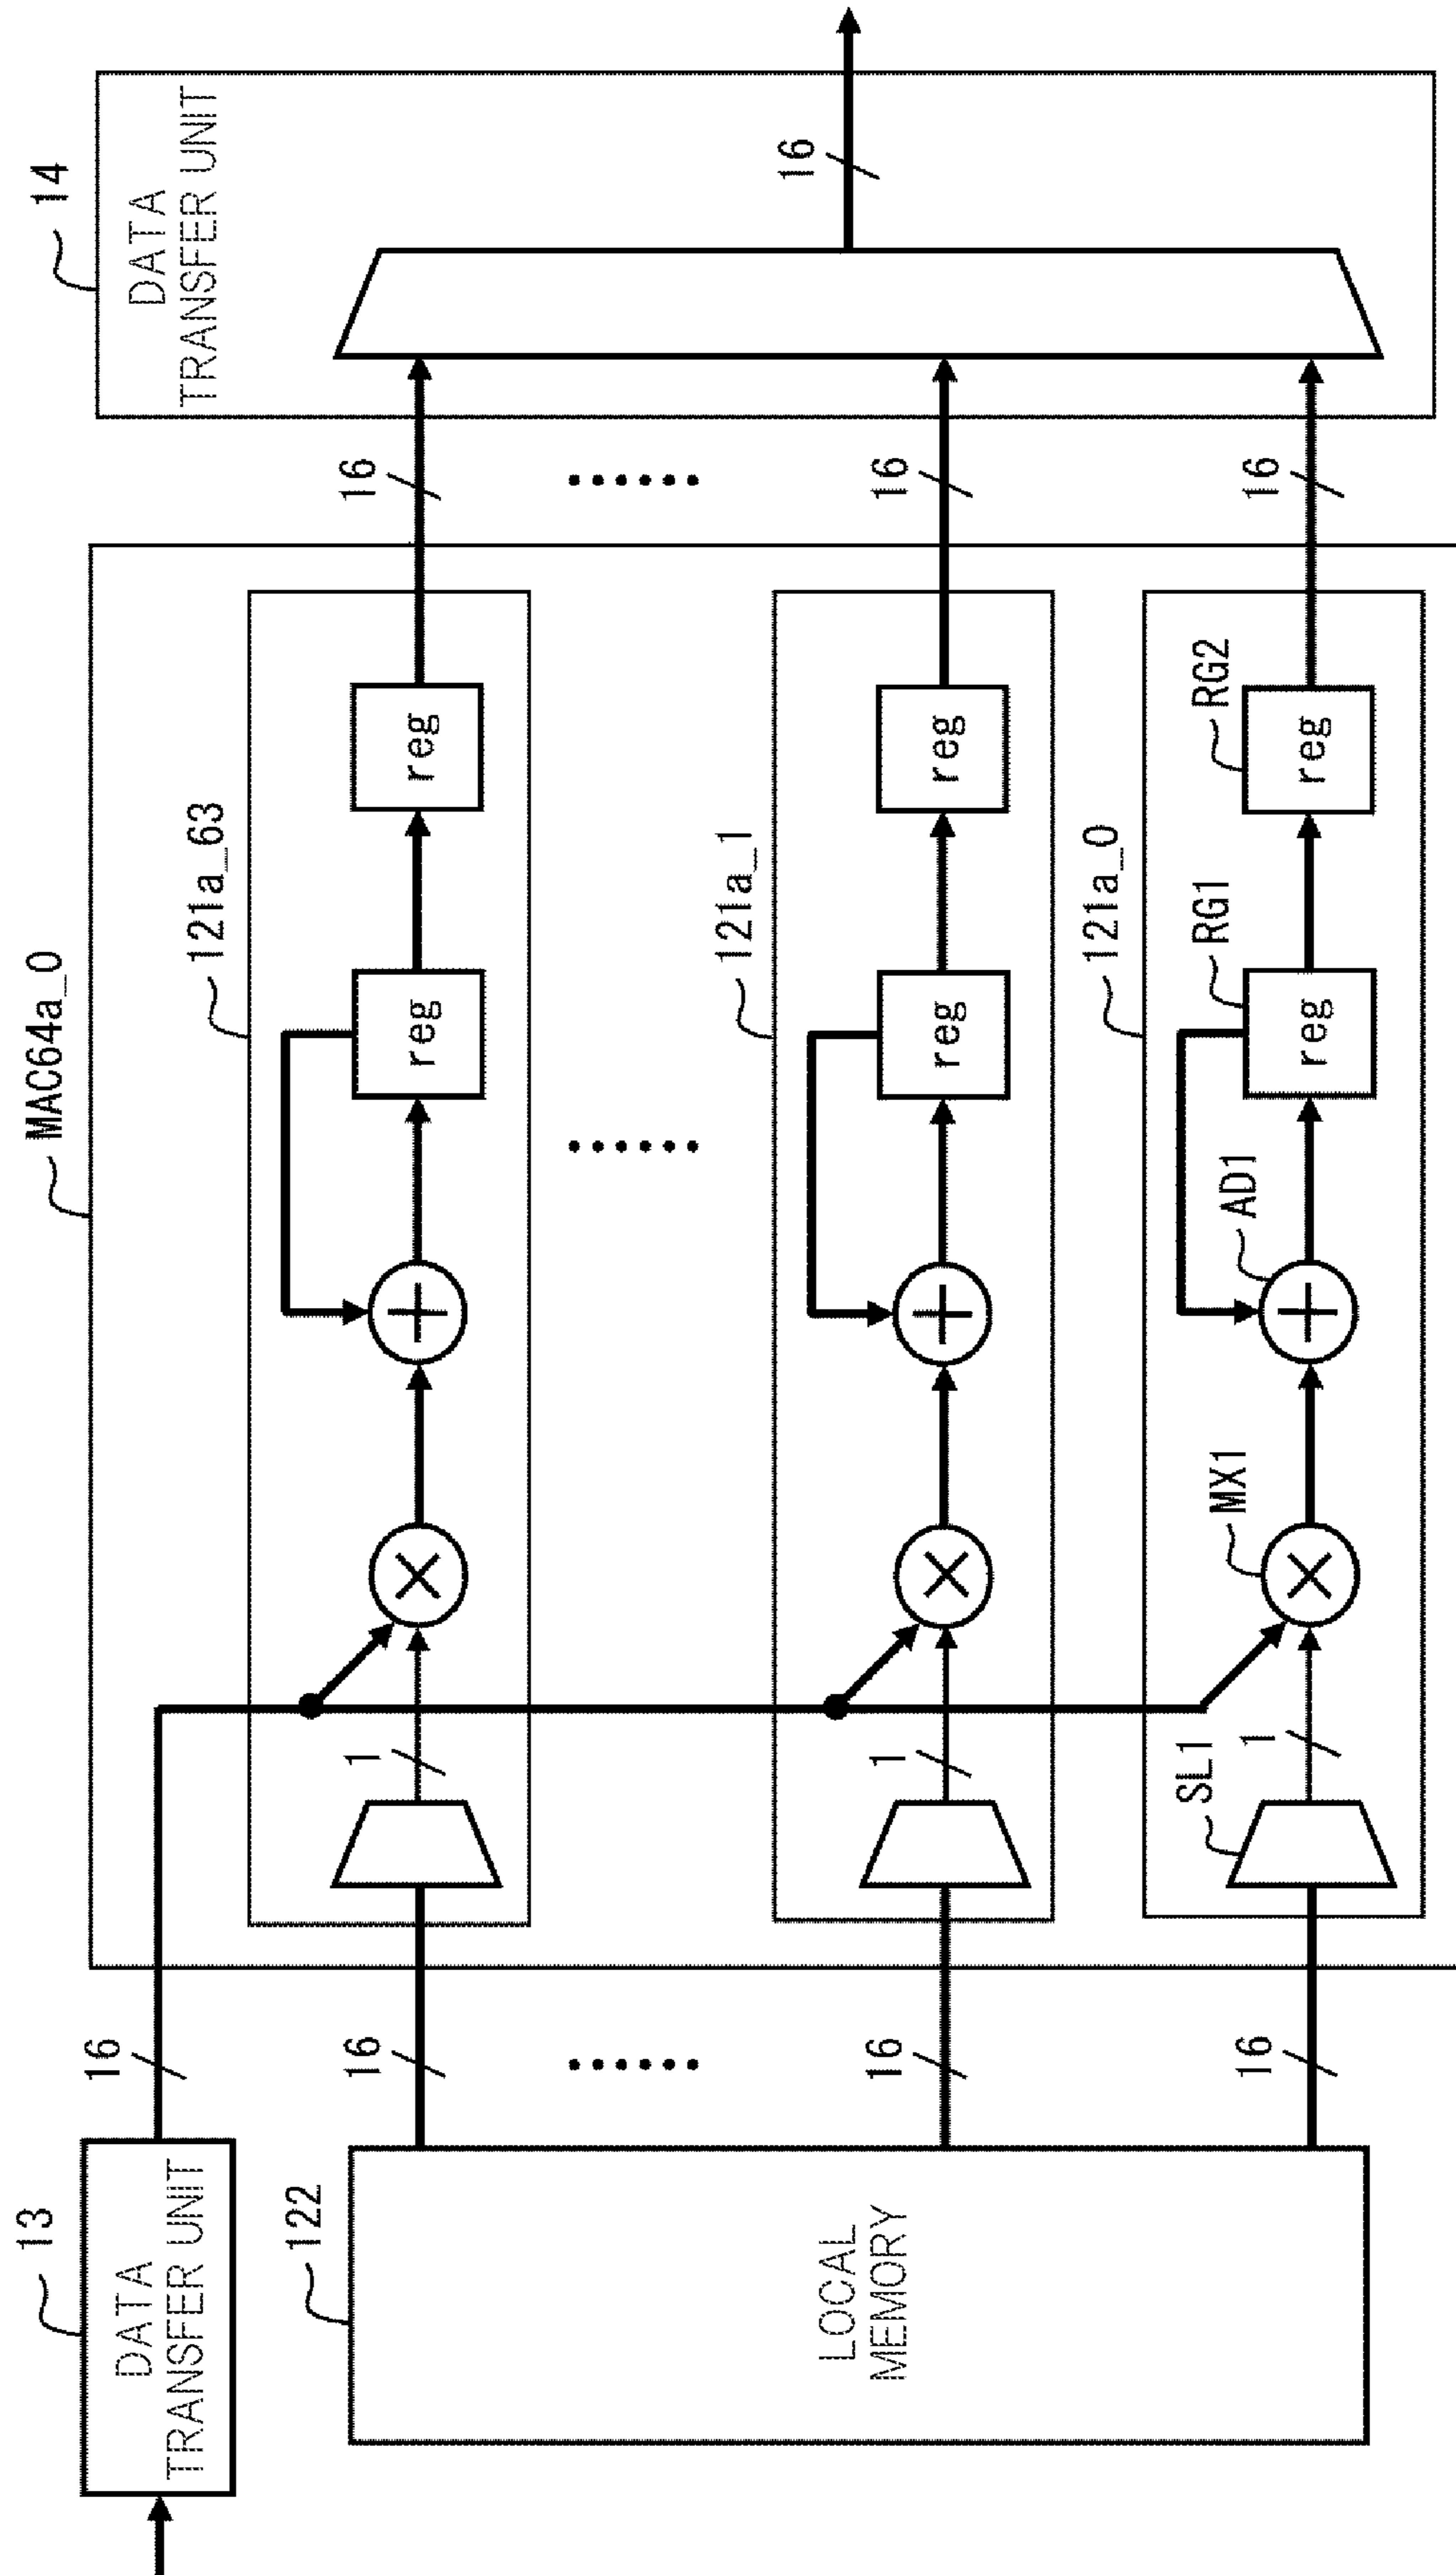 MAC64a_0
14
DATA
TRANSFER UNIT
13
DATA
TRANSFER UNIT
16
121a_63
16
1
reg
reg
16
16
......
......
......
121a_1
16
1
reg
reg
16
122
LOCAL
MEMORY
121a_0
16
SL1
1
MX1
AD1
RG1
reg
RG2
reg
16